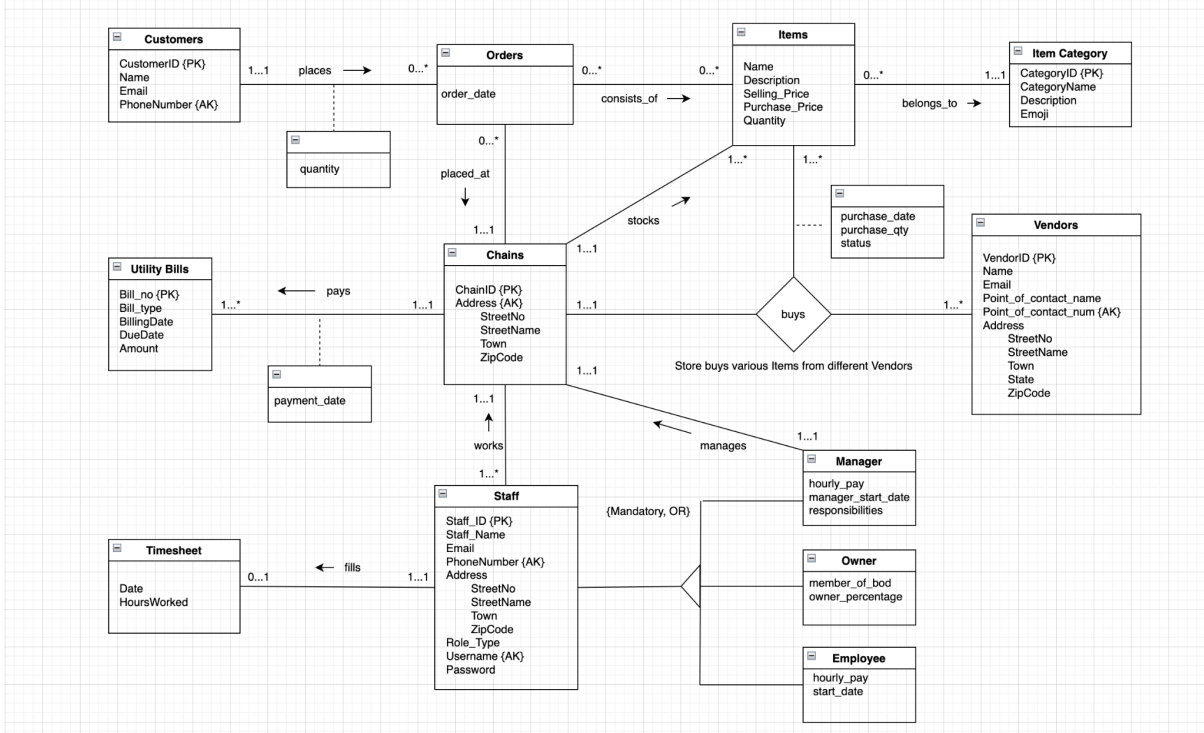 Customers
CustomerID {PK}
Name
Email
PhoneNumber {AK}
1...1
places
0...*
quantity
Orders
order_date
0...*
consists_of
0...*
Items
Name
Description
Selling_Price
Purchase_Price
Quantity
0...*
belongs_to
1...1
Item Category
CategoryID {PK}
CategoryName
Description
Emoji
0...*
placed_at
1...1
1...*
stocks
1...1
1...*
purchase_date
purchase_qty
status
Utility Bills
Bill_no {PK}
Bill_type
BillingDate
DueDate
Amount
1...*
pays
1...1
payment_date
Chains
ChainID {PK}
Address {AK}
StreetNo
StreetName
Town
ZipCode
1...1
buys
1...*
Store buys various Items from different Vendors
Vendors
VendorID {PK}
Name
Email
Point_of_contact_name
Point_of_contact_num {AK}
Address
StreetNo
StreetName
Town
State
ZipCode
1...1
works
1...*
1...1
manages
1...1
Manager
hourly_pay
manager_start_date
responsibilities
Timesheet
Date
HoursWorked
0...1
fills
1...1
Staff
Staff_ID {PK}
Staff_Name
Email
PhoneNumber {AK}
Address
StreetNo
StreetName
Town
ZipCode
Role_Type
Username {AK}
Password
{Mandatory, OR}
Owner
member_of_bod
owner_percentage
Employee
hourly_pay
start_date